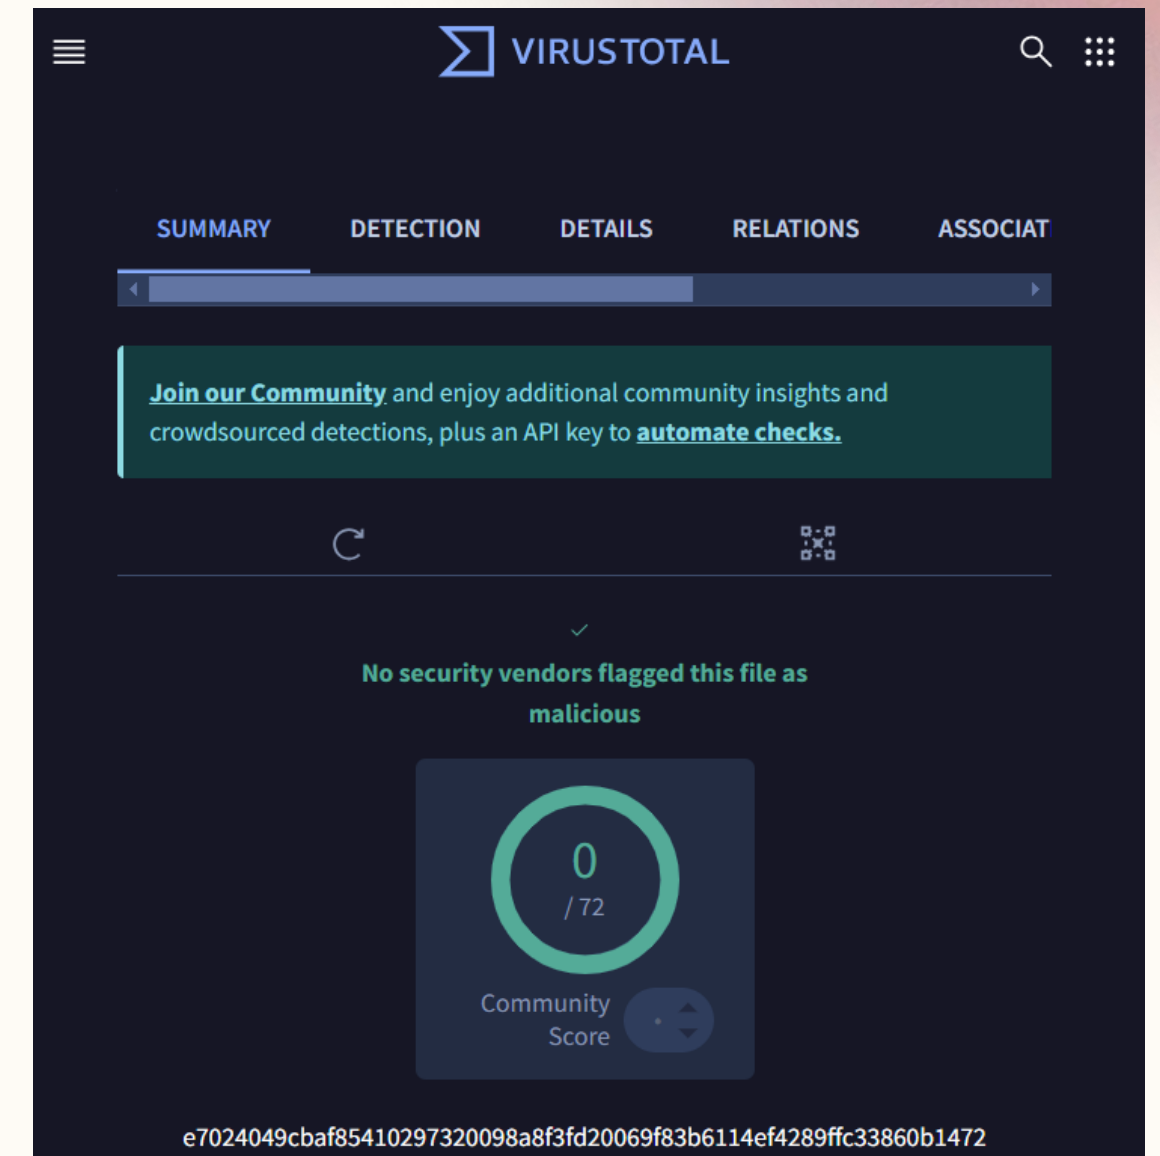 VIRUSTOTAL
SUMMARY DETECTION DETAILS RELATIONS ASSOCIAT
Join our Community and enjoy additional community insights and
crowdsourced detections, plus an API key to automate checks.
No security vendors flagged this file as
malicious
0
/ 72
Community
Score
e7024049cbaf85410297320098a8f3fd20069f83b6114ef4289ffc33860b1472